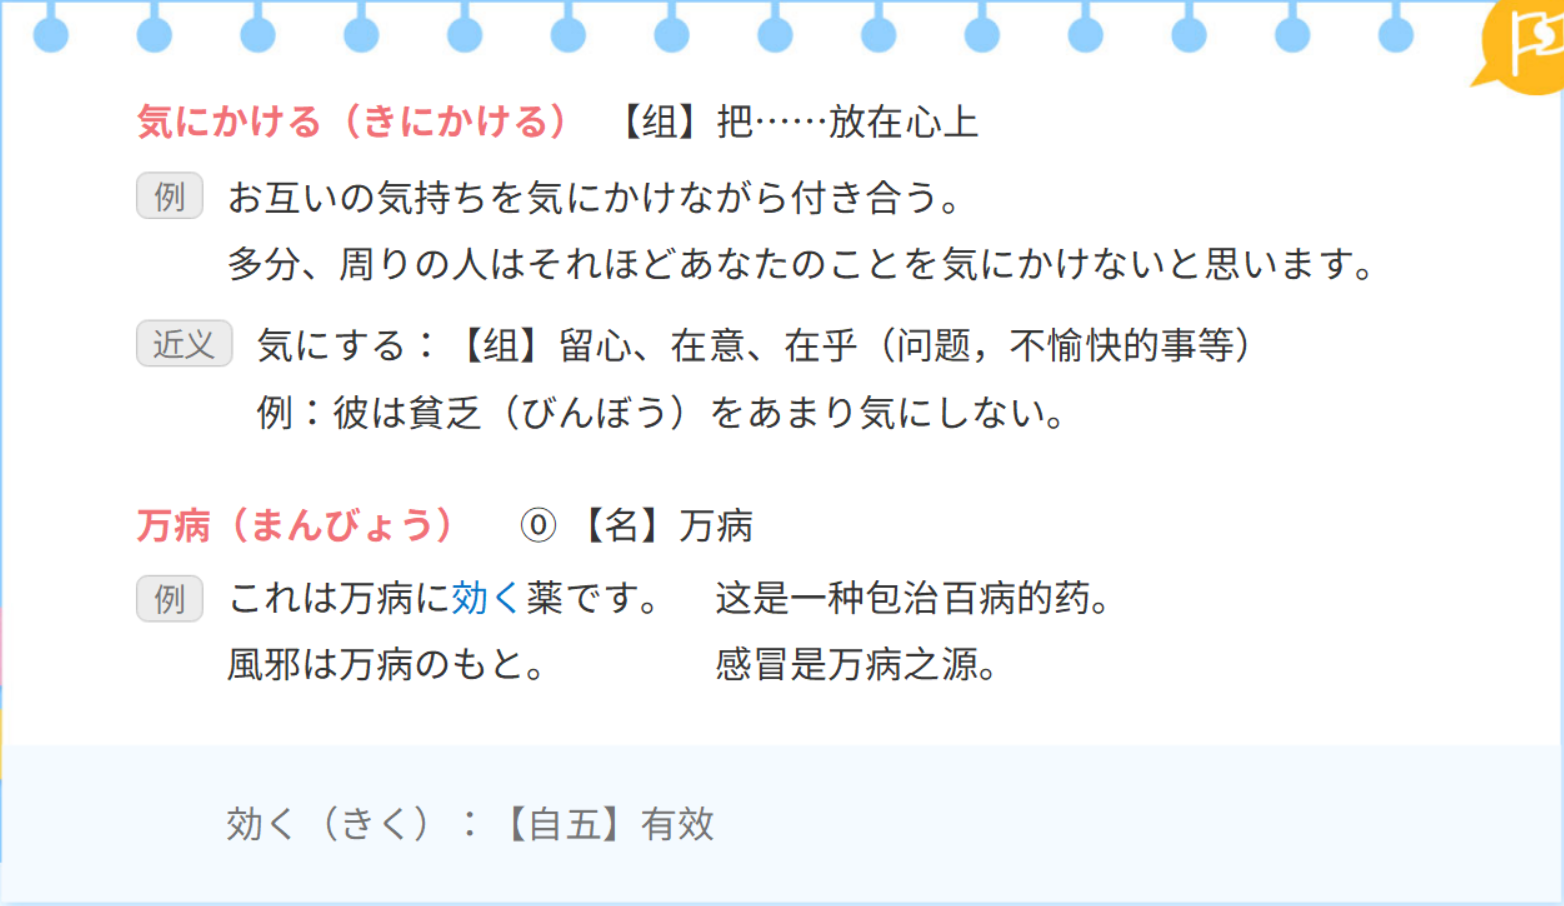 気にかける（きにかける） 【组】把……放在心上
例 お互いの気持ちを気にかけながら付き合う。
多分、周りの人はそれほどあなたのことを気にかけないと思います。
近义 気にする：【组】留心、在意、在乎（问题，不愉快的事等）
例：彼は貧乏（びんぼう）をあまり気にしない。
万病（まんびょう） ⓪ 【名】万病
例 これは万病に効く薬です。 这是一种包治百病的药。
風邪は万病のもと。 感冒是万病之源。
効く（きく）：【自五】有效